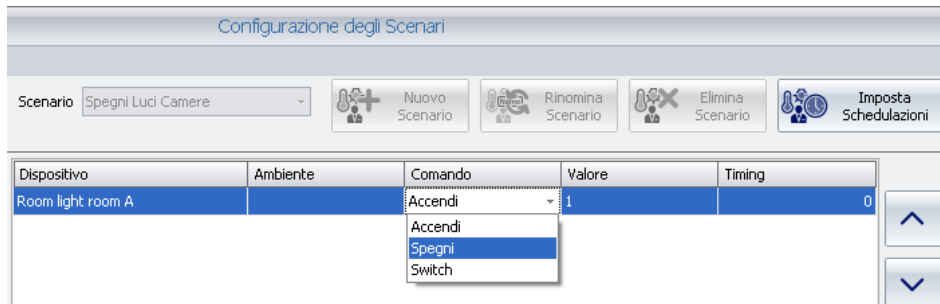 Configurazione degli Scenari
Scenario Spegni Luci Camere
Nuovo
Scenario
Rinomina
Scenario
Elimina
Scenario
Imposta
Schedulazioni
Dispositivo Ambiente Comando Valore Timing
Room light room A Accendi 1 0
Accendi
Spegni
Switch